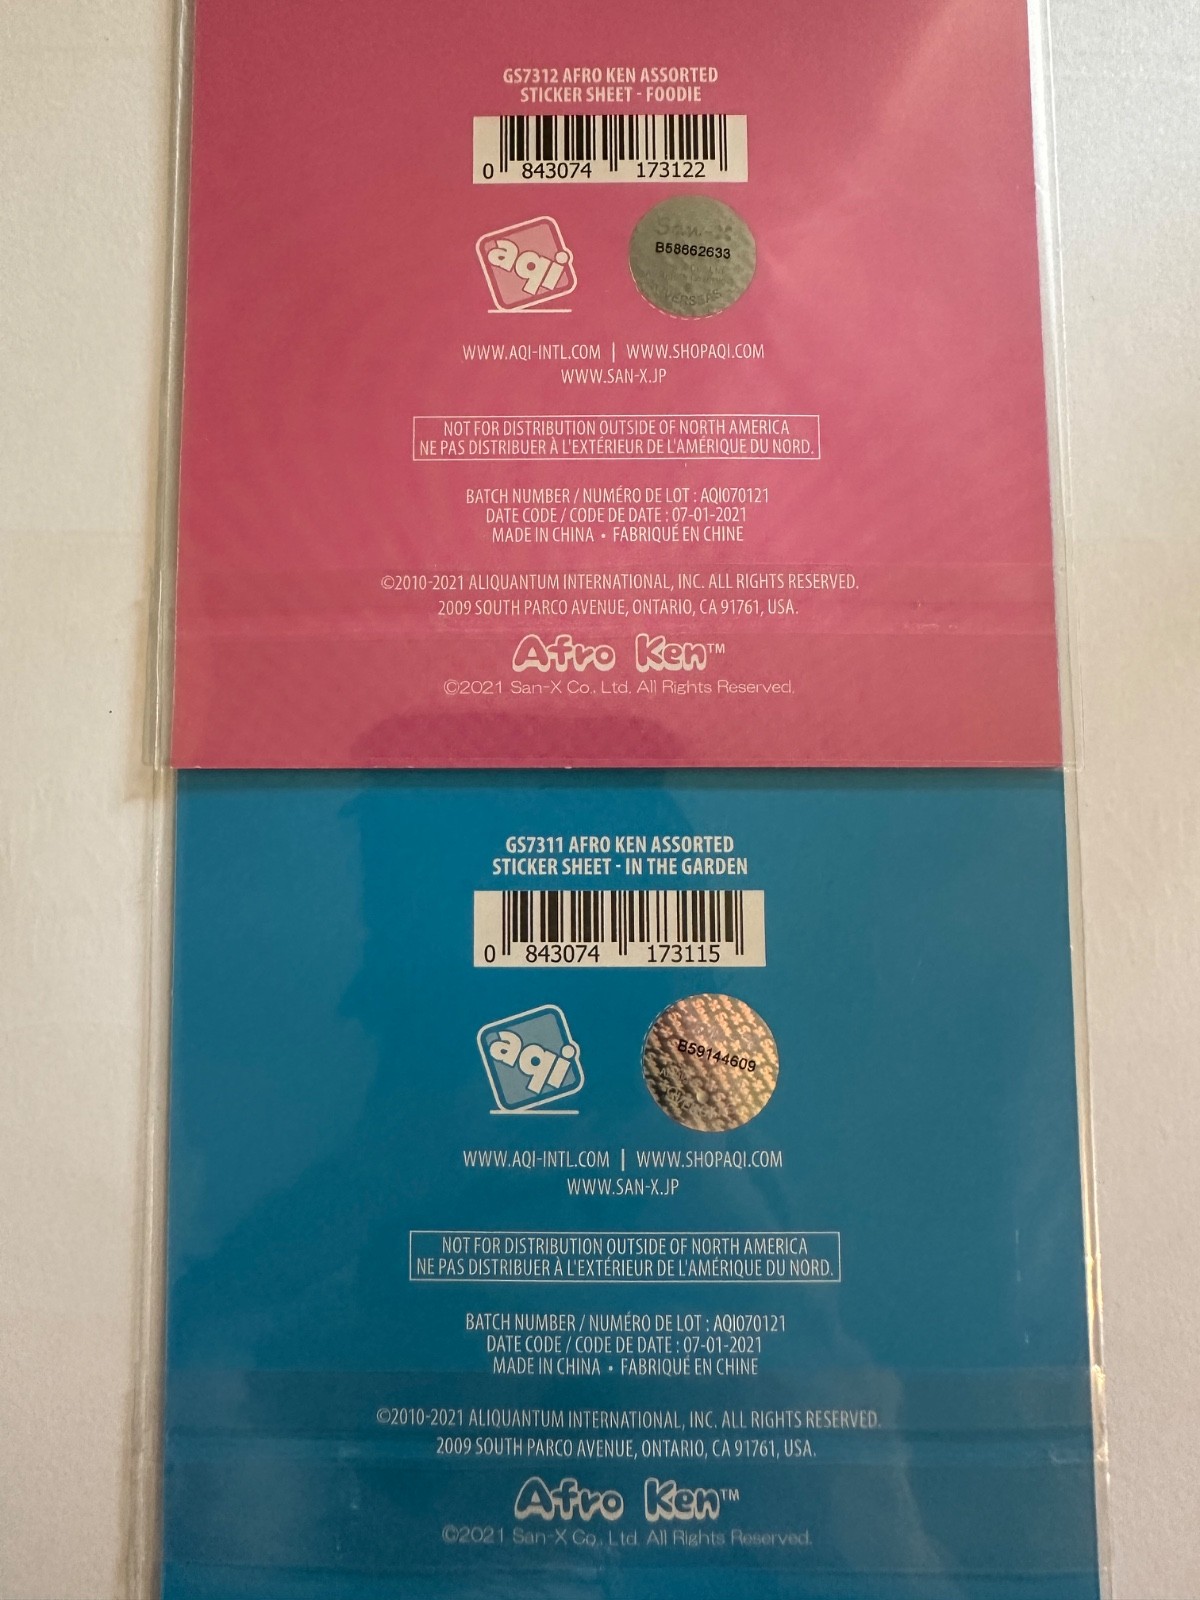 GS7312 AFRO KEN ASSORTED
STICKER SHEET - FOODIE
0 843074 173122
aqi
San-X
B58662633
OVERSEAS
WWW.AQI-INTL.COM | WWW.SHOPAQI.COM
WWW.SAN-X.JP
NOT FOR DISTRIBUTION OUTSIDE OF NORTH AMERICA
NE PAS DISTRIBUER À L'EXTÉRIEUR DE L'AMÉRIQUE DU NORD.
BATCH NUMBER / NUMÉRO DE LOT : AQI070121
DATE CODE / CODE DE DATE : 07-01-2021
MADE IN CHINA • FABRIQUÉ EN CHINE
©2010-2021 ALIQUANTUM INTERNATIONAL, INC. ALL RIGHTS RESERVED.
2009 SOUTH PARCO AVENUE, ONTARIO, CA 91761, USA.
Afro Ken™
©2021 San-X Co., Ltd. All Rights Reserved.
GS7311 AFRO KEN ASSORTED
STICKER SHEET - IN THE GARDEN
0 843074 173115
aqi
B59144609
WWW.AQI-INTL.COM | WWW.SHOPAQI.COM
WWW.SAN-X.JP
NOT FOR DISTRIBUTION OUTSIDE OF NORTH AMERICA
NE PAS DISTRIBUER À L'EXTÉRIEUR DE L'AMÉRIQUE DU NORD.
BATCH NUMBER / NUMÉRO DE LOT : AQI070121
DATE CODE / CODE DE DATE : 07-01-2021
MADE IN CHINA • FABRIQUÉ EN CHINE
©2010-2021 ALIQUANTUM INTERNATIONAL, INC. ALL RIGHTS RESERVED.
2009 SOUTH PARCO AVENUE, ONTARIO, CA 91761, USA.
Afro Ken™
©2021 San-X Co., Ltd. All Rights Reserved.